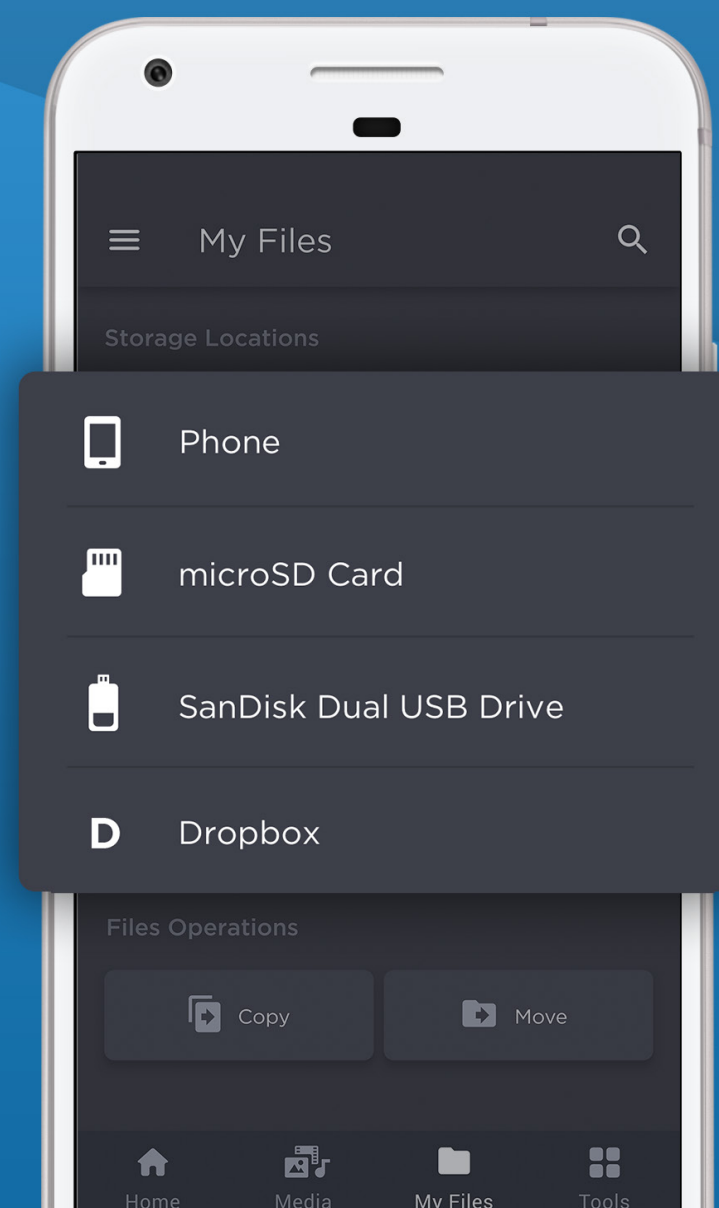 My Files
Storage Locations
Phone
microSD Card
SanDisk Dual USB Drive
D Dropbox
Files Operations
Copy Move
Home Media My Files Tools